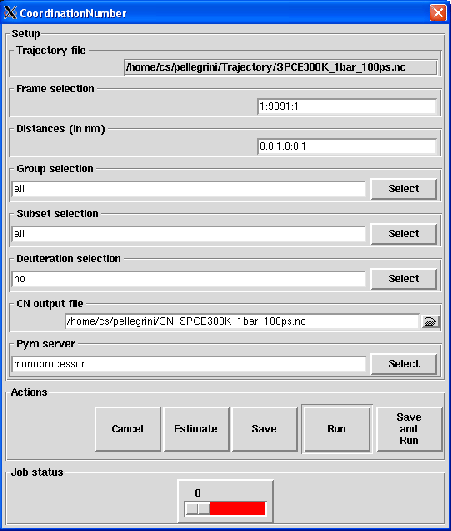 CoordinationNumber
Setup
Trajectory file
/home/cs/pellegrini/Trajectory/SPCE300K_1bar_100ps.nc
Frame selection
1:9091:1
Distances (in nm)
0.0:1.0:0.1
Group selection
all
Select
Subset selection
all
Select
Deuteration selection
no
Select
CN output file
/home/cs/pellegrini/CN_SPCE300K_1bar_100ps.nc
Pyro server
monoprocessor
Select
Actions
Cancel
Estimate
Save
Run
Save
and
Run
Job status
0